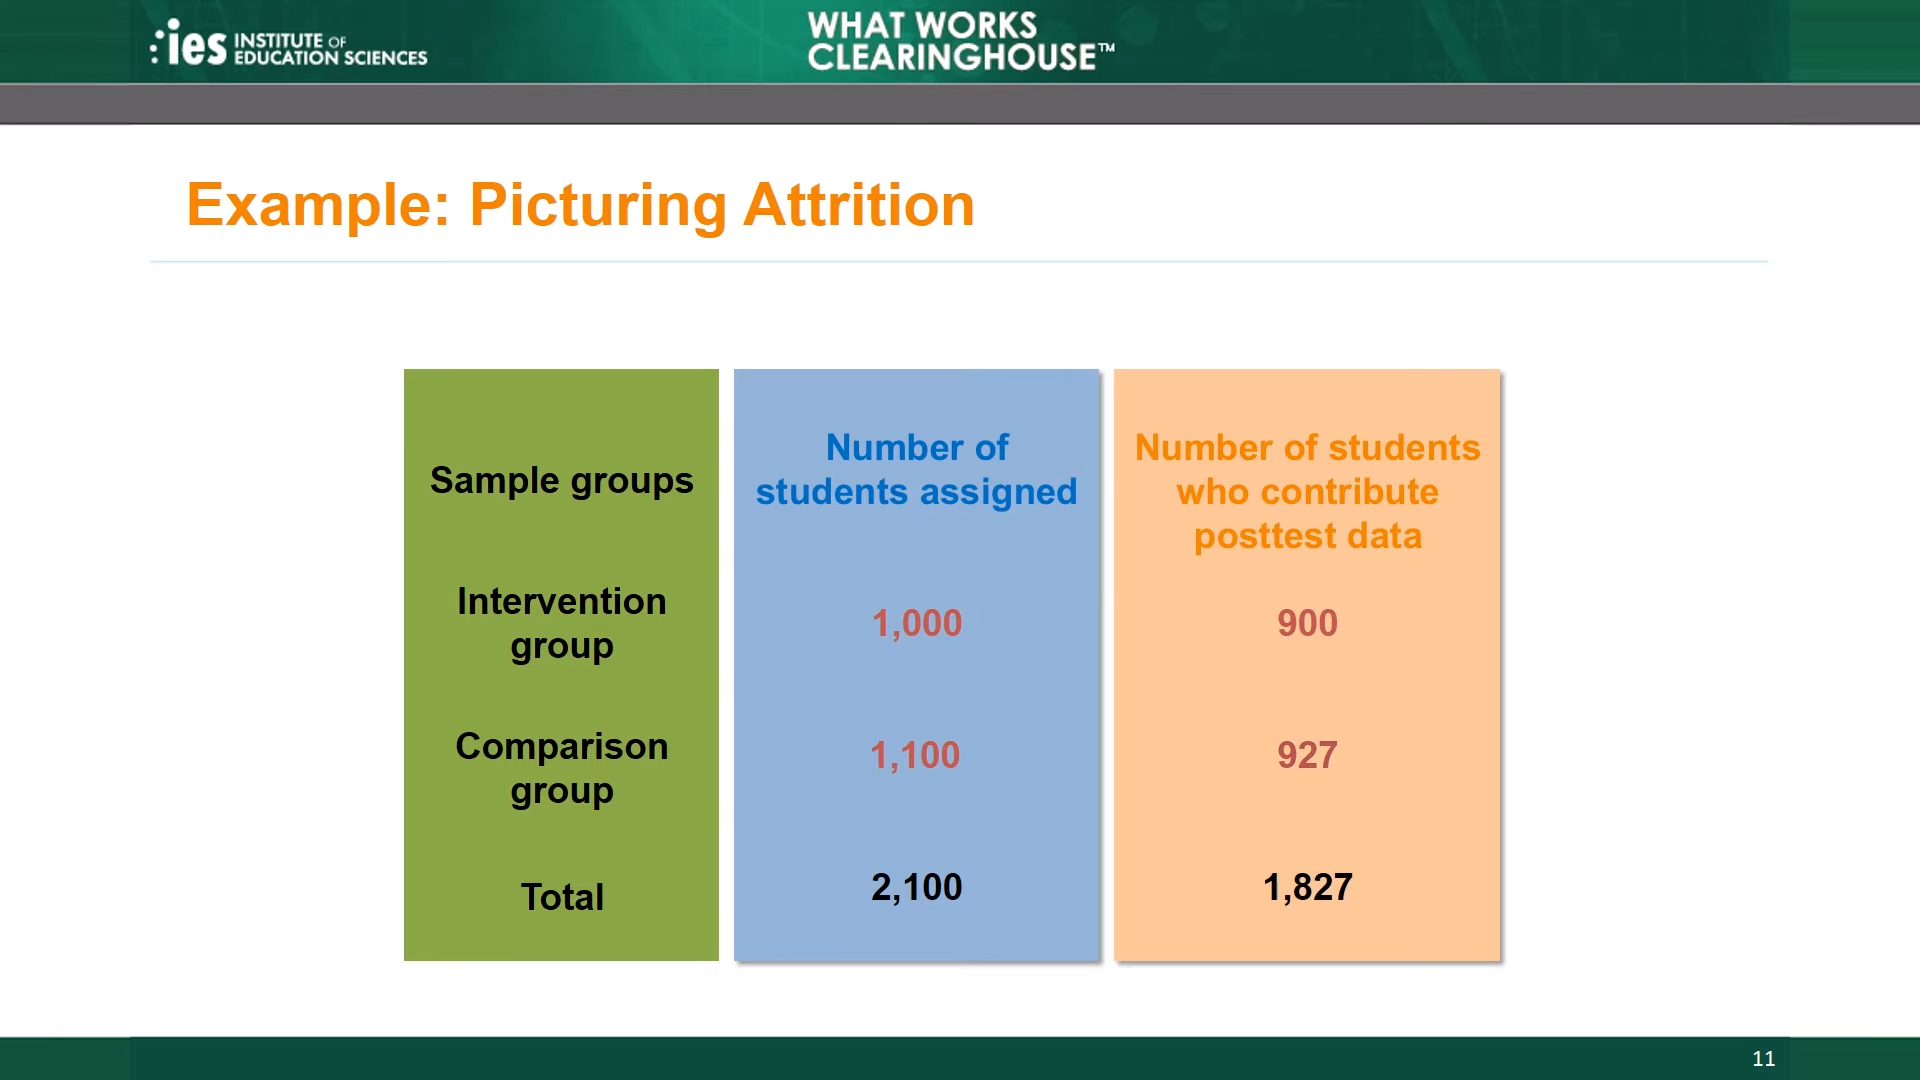 ies INSTITUTE OF
EDUCATION SCIENCES
WHAT WORKS
CLEARINGHOUSE™
Example: Picturing Attrition
Sample groups
Number of
students assigned
Number of students
who contribute
posttest data
Intervention
group
1,000
900
Comparison
group
1,100
927
Total
2,100
1,827
11